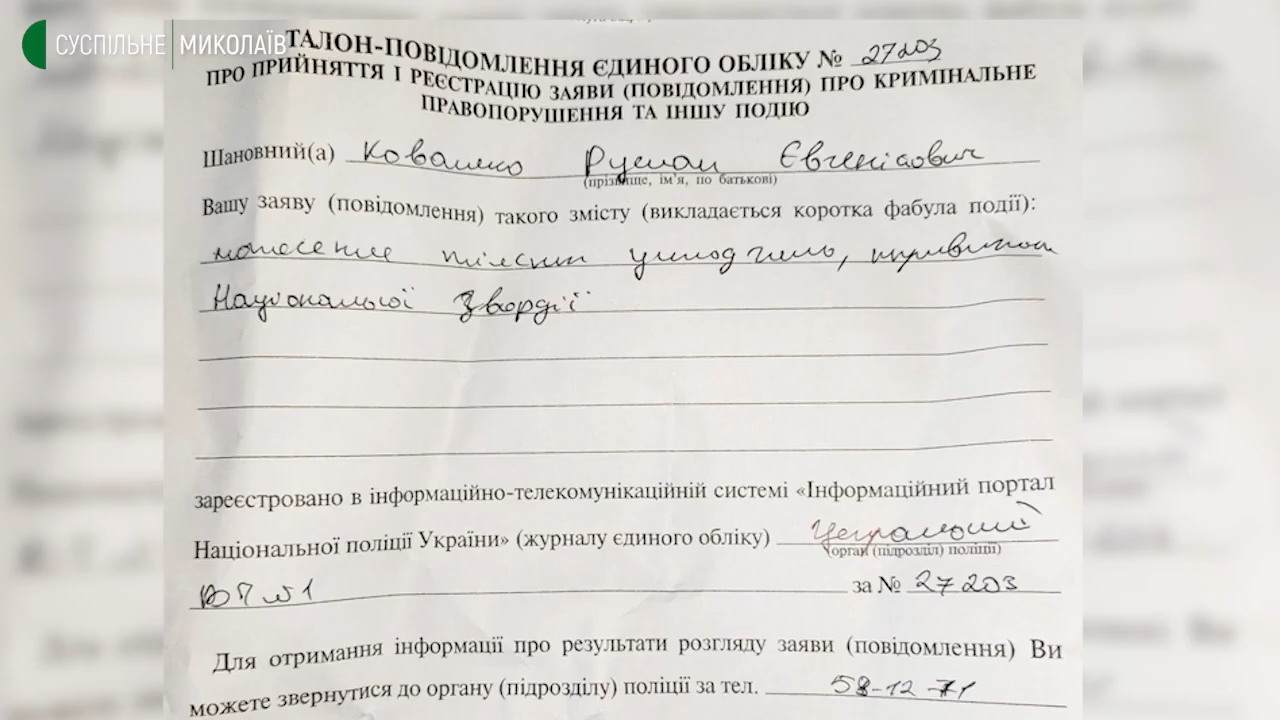 СУСПІЛЬНЕ МИКОЛАЇВ
ТАЛОН-ПОВІДОМЛЕННЯ ЄДИНОГО ОБЛІКУ № 27203
ПРО ПРИЙНЯТТЯ І РЕЄСТРАЦІЮ ЗАЯВИ (ПОВІДОМЛЕННЯ) ПРО КРИМІНАЛЬНЕ
ПРАВОПОРУШЕННЯ ТА ІНШУ ПОДІЮ
Шановний(а) Коваленко Руслан Євгенійович
(прізвище, ім’я, по батькові)
Вашу заяву (повідомлення) такого змісту (викладається коротка фабула події):
нанесення тілесних
Національної Гвардії
зареєстровано в інформаційно-телекомунікаційній системі «Інформаційний портал
Національної поліції України» (журналу єдиного обліку)
(орган (підрозділ) поліції)
ВП №1 за № 27203
Для отримання інформації про результати розгляду заяви (повідомлення) Ви
можете звернутися до органу (підрозділу) поліції за тел. 58-12-71